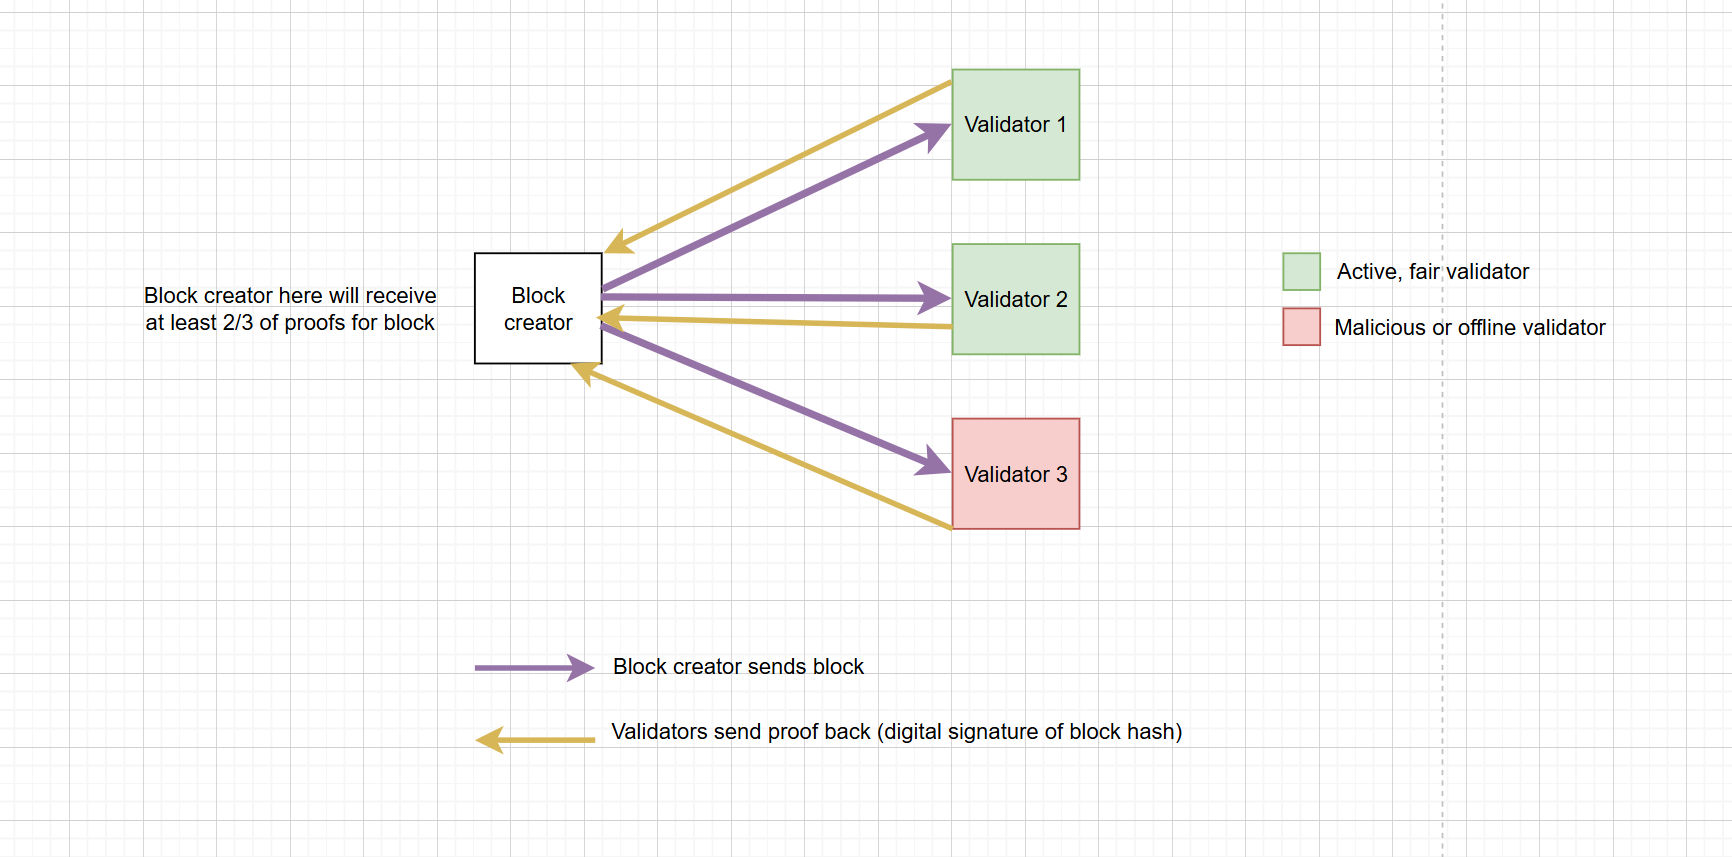 Validator 1
Block creator here will receive
at least 2/3 of proofs for block
Block
creator
Validator 2
Active, fair validator
Malicious or offline validator
Validator 3
Block creator sends block
Validators send proof back (digital signature of block hash)